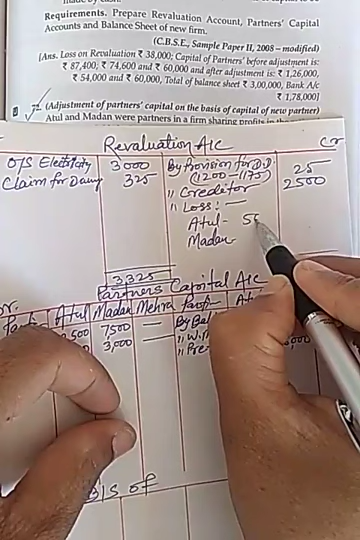 made
Requirements. Prepare Revaluation Account, Partners' Capital
Accounts and Balance Sheet of new firm.
(C.B.S.E., Sample Paper II, 2008 – modified)
[Ans. Loss on Revaluation ₹ 38,000; Capital of Partners before adjustment is:
₹ 87,400; ₹ 74,600 and ₹ 60,000 and after adjustment is: ₹ 1,26,000,
₹ 54,000 and ₹ 60,000, Total of balance sheet ₹ 3,00,000, Bank A/c
₹ 1,78,000]
72. (Adjustment of partners' capital on the basis of capital of new partner)
Atul and Madan were partners in a firm sharing profits in the
Revaluation A/C Cr
O/S Electricity 3000 By Provision for D.D. 25
Claim for Damg 325 (1200 - 1175)
" Creditor 2500
" Loss: —
Atul - 55
Madan -
3325
Partners Capital A/C
Dr.
Part Atul Madan Mehra Part
500 7500 — By Bal
3,000 —
B/S of